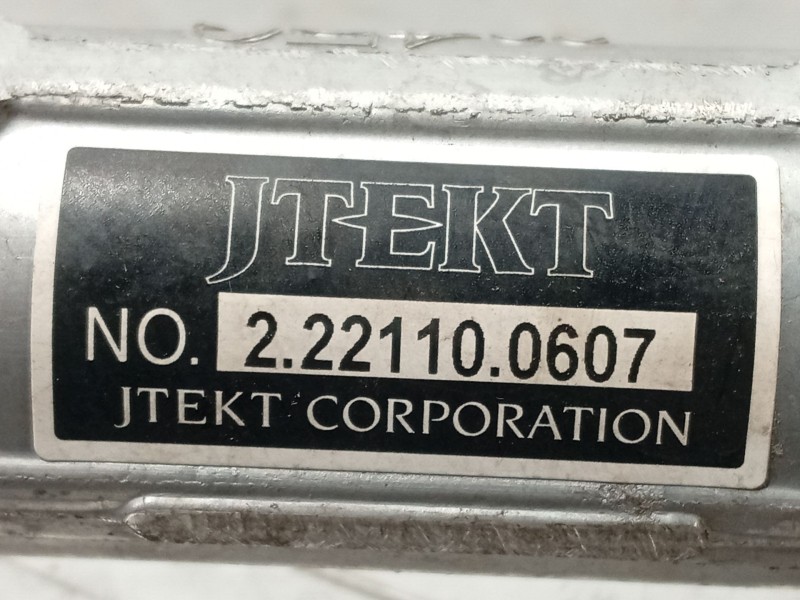 JTEKT
NO. 2.22110.0607
JTEKT CORPORATION